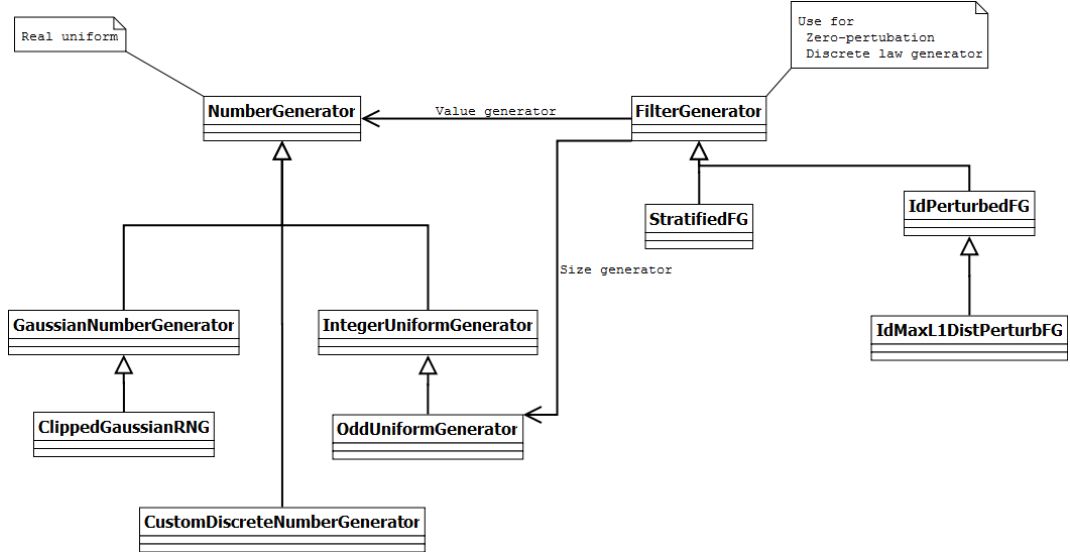 Real uniform
Use for
Zero-pertubation
Discrete law generator
NumberGenerator
Value generator
FilterGenerator
StratifiedFG
IdPerturbedFG
Size generator
GaussianNumberGenerator
IntegerUniformGenerator
IdMaxL1DistPerturbFG
ClippedGaussianRNG
OddUniformGenerator
CustomDiscreteNumberGenerator